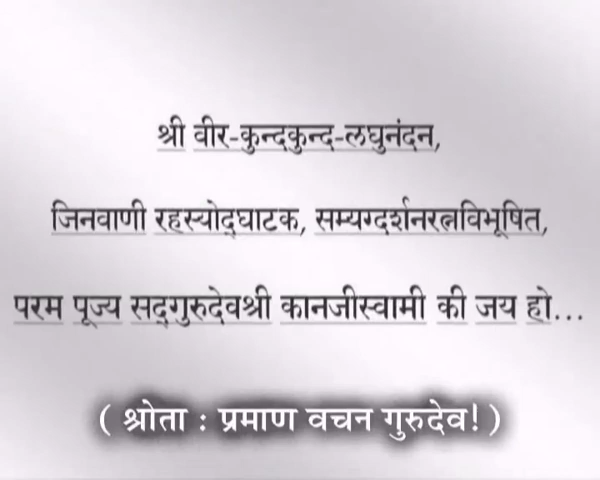 श्री वीर-कुन्दकुन्द-लघुनंदन,
जिनवाणी रहस्योद्‌घाटक, सम्यग्दर्शनरत्नविभूषित,
परम पूज्य सद्‌गुरुदेवश्री कानजीस्वामी की जय हो...
( श्रोता : प्रमाण वचन गुरुदेव! )